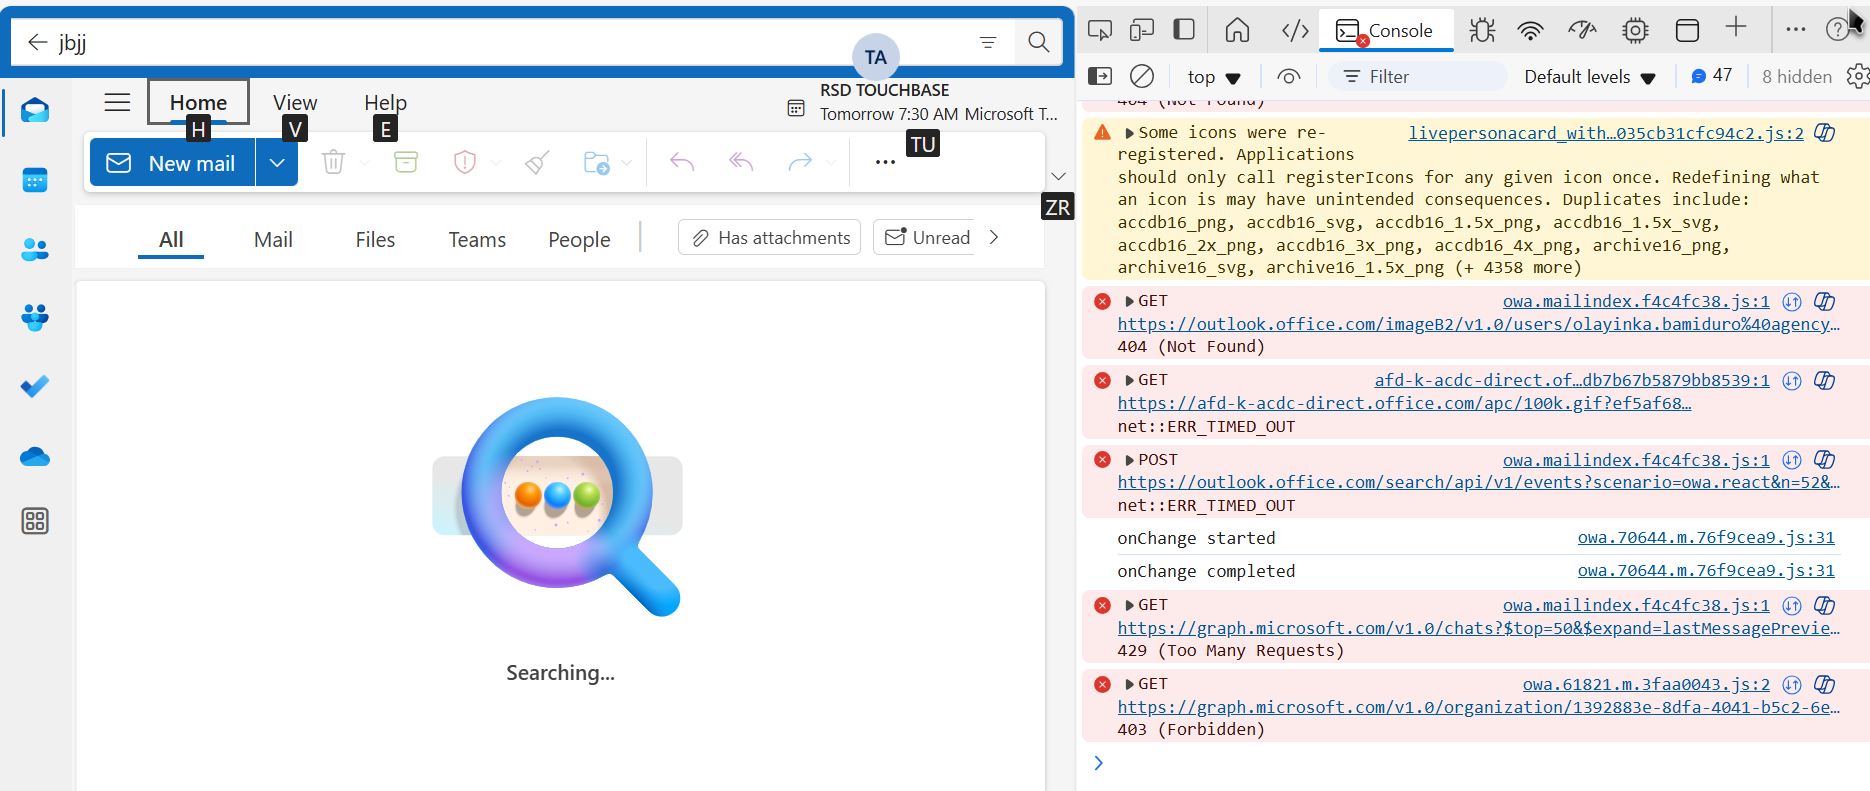 jbjj
TA
Home
View
Help
RSD TOUCHBASE
Tomorrow 7:30 AM Microsoft T...
H
V
E
TU
New mail
ZR
All
Mail
Files
Teams
People
Has attachments
Unread
Searching...
Console
top
Filter
Default levels
47
8 hidden
404 (Not Found)
Some icons were re-
livepersonacard_with…035cb31cfc94c2.js:2
registered. Applications
should only call registerIcons for any given icon once. Redefining what
an icon is may have unintended consequences. Duplicates include:
accdb16_png, accdb16_svg, accdb16_1.5x_png, accdb16_1.5x_svg,
accdb16_2x_png, accdb16_3x_png, accdb16_4x_png, archive16_png,
archive16_svg, archive16_1.5x_png (+ 4358 more)
GET
owa.mailindex.f4c4fc38.js:1
https://outlook.office.com/imageB2/v1.0/users/olayinka.bamiduro%40agency…
404 (Not Found)
GET
afd-k-acdc-direct.of…db7b67b5879bb8539:1
https://afd-k-acdc-direct.office.com/apc/100k.gif?ef5af68…
net::ERR_TIMED_OUT
POST
owa.mailindex.f4c4fc38.js:1
https://outlook.office.com/search/api/v1/events?scenario=owa.react&n=52&…
net::ERR_TIMED_OUT
onChange started
owa.70644.m.76f9cea9.js:31
onChange completed
owa.70644.m.76f9cea9.js:31
GET
owa.mailindex.f4c4fc38.js:1
https://graph.microsoft.com/v1.0/chats?$top=50&$expand=lastMessagePrevie…
429 (Too Many Requests)
GET
owa.61821.m.3faa0043.js:2
https://graph.microsoft.com/v1.0/organization/1392883e-8dfa-4041-b5c2-6e…
403 (Forbidden)